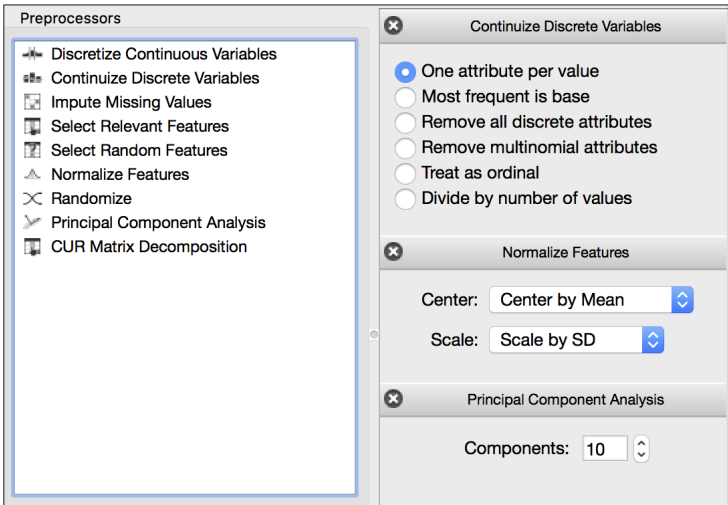 Preprocessors
Discretize Continuous Variables
Continuize Discrete Variables
Impute Missing Values
Select Relevant Features
Select Random Features
Normalize Features
Randomize
Principal Component Analysis
CUR Matrix Decomposition
Continuize Discrete Variables
One attribute per value
Most frequent is base
Remove all discrete attributes
Remove multinomial attributes
Treat as ordinal
Divide by number of values
Normalize Features
Center: Center by Mean
Scale: Scale by SD
Principal Component Analysis
Components: 10